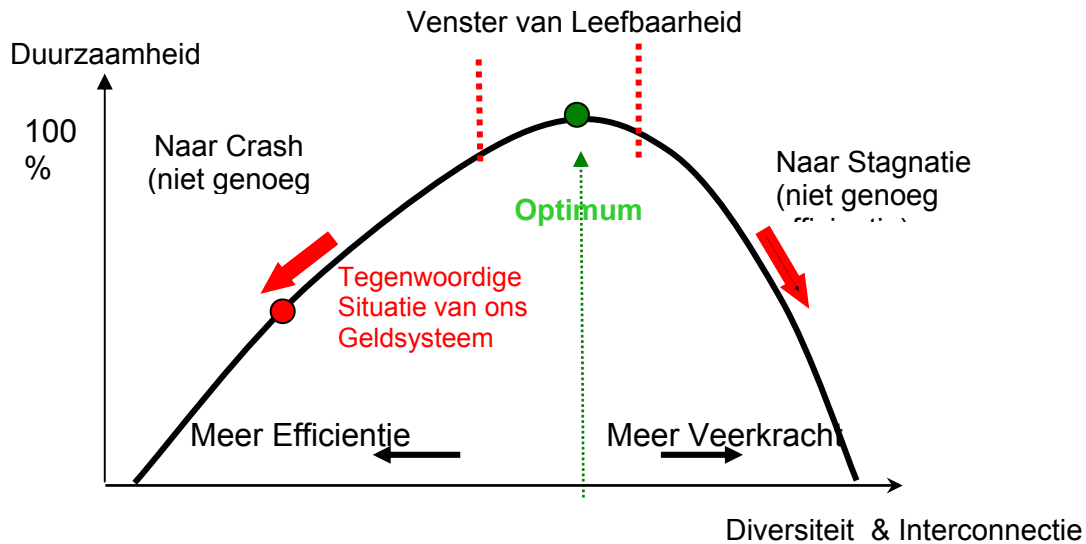 Venster van Leefbaarheid
Duurzaamheid
100
%
Naar Crash
(niet genoeg
Naar Stagnatie
(niet genoeg
Optimum
Tegenwoordige
Situatie van ons
Geldsysteem
Meer Efficientie
Meer Veerkracht
Diversiteit & Interconnectie